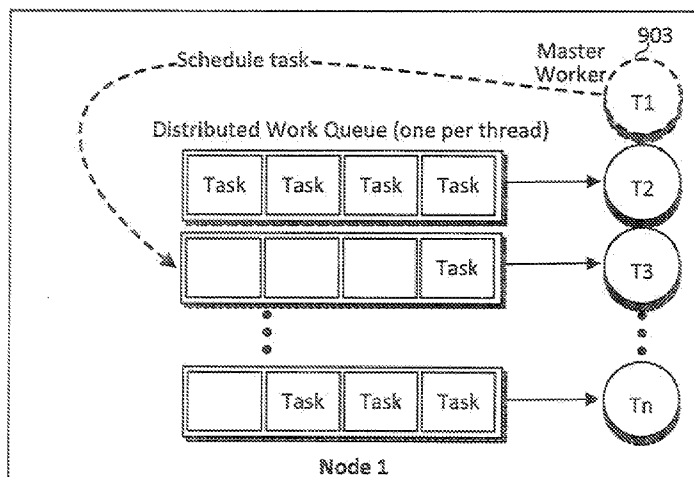 903
Master
Worker
Schedule task
T1
Distributed Work Queue (one per thread)
Task Task Task Task
T2
Task
T3
Task Task Task
Tn
Node 1